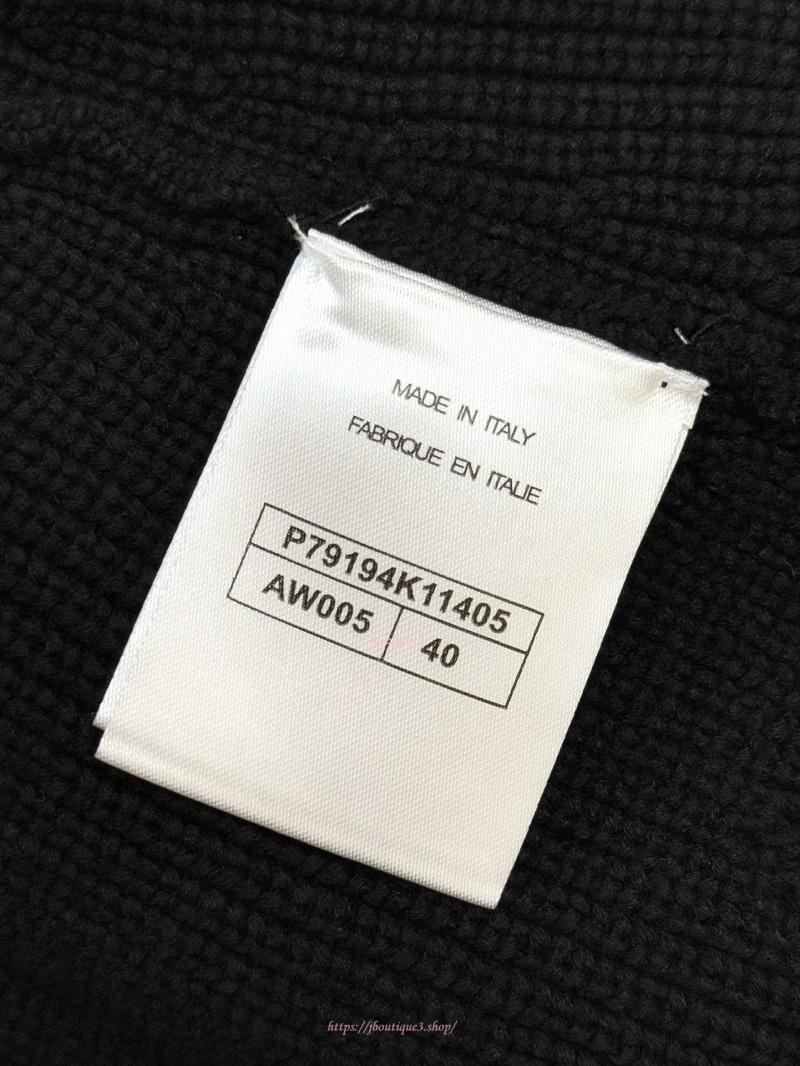 MADE IN ITALY
FABRIQUE EN ITALIE
P79194K11405
AW005 40
https://jboutique3.shop/